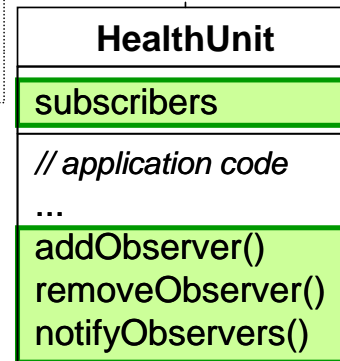 HealthUnit
subscribers
// application code
...
addObserver()
removeObserver()
notifyObservers()